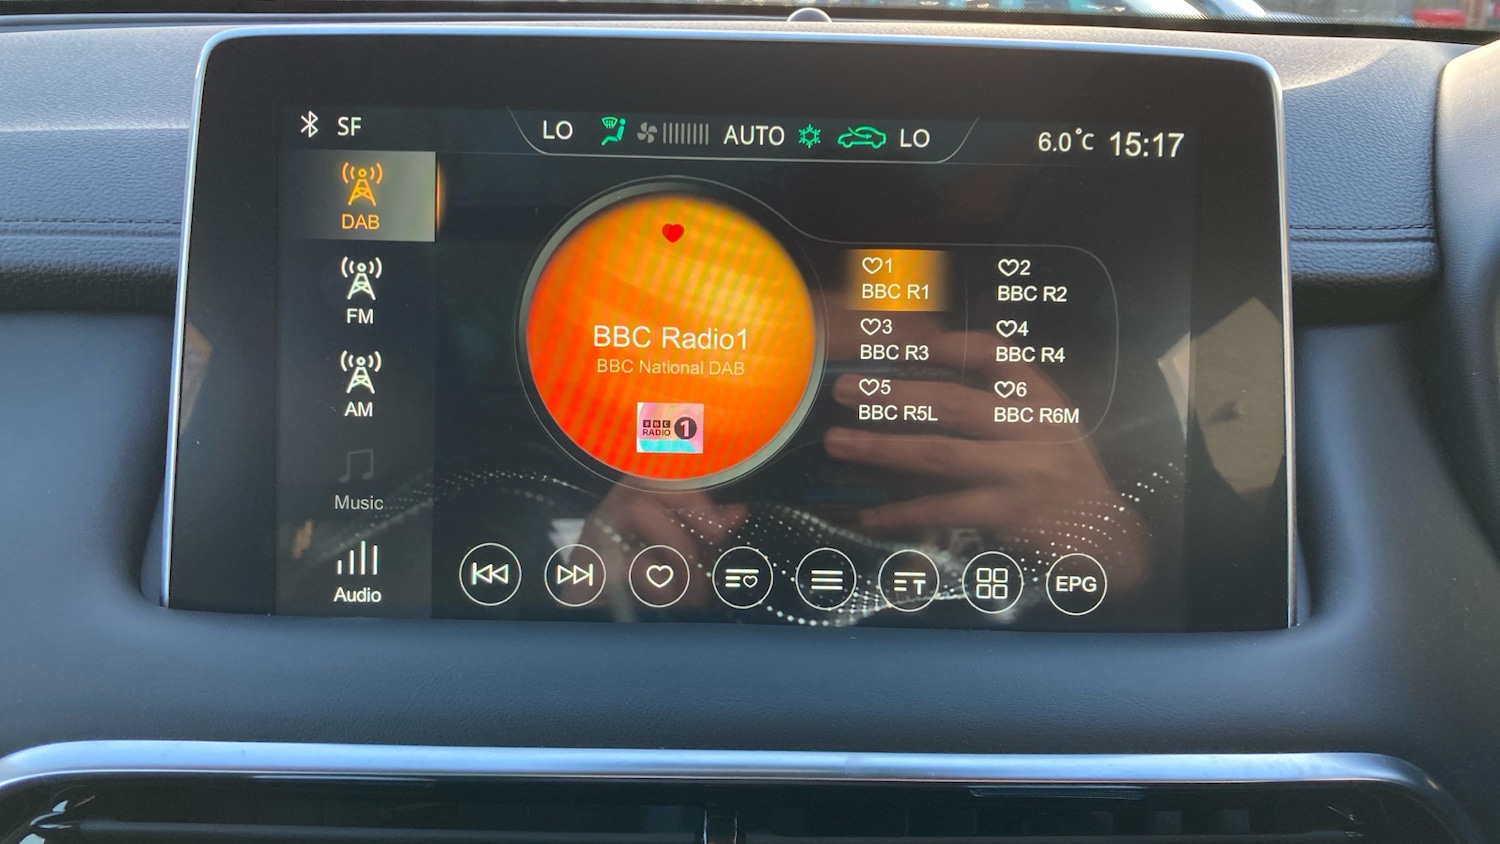 SF
LO
AUTO
LO
6.0°C 15:17
DAB
FM
AM
Music
Audio
BBC Radio1
BBC National DAB
BBC
RADIO 1
1
BBC R1
2
BBC R2
3
BBC R3
4
BBC R4
5
BBC R5L
6
BBC R6M
T
EPG